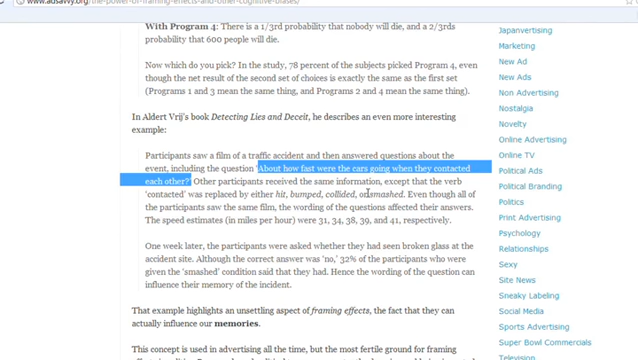 www.adsavvy.org/the-power-of-framing-effects-and-other-cognitive-biases/
With Program 4: There is a 1/3rd probability that nobody will die, and a 2/3rds
probability that 600 people will die.
Now which do you pick? In the study, 78 percent of the subjects picked Program 4, even
though the net result of the second set of choices is exactly the same as the first set
(Programs 1 and 3 mean the same thing, and Programs 2 and 4 mean the same thing).
In Aldert Vrij's book Detecting Lies and Deceit, he describes an even more interesting
example:
Participants saw a film of a traffic accident and then answered questions about the
event, including the question 'About how fast were the cars going when they contacted
each other?' Other participants received the same information, except that the verb
'contacted' was replaced by either hit, bumped, collided, or smashed. Even though all of
the participants saw the same film, the wording of the questions affected their answers.
The speed estimates (in miles per hour) were 31, 34, 38, 39, and 41, respectively.
One week later, the participants were asked whether they had seen broken glass at the
accident site. Although the correct answer was 'no,' 32% of the participants who were
given the 'smashed' condition said they had. Hence the wording of the question can
influence their memory of the incident.
That example highlights an unsettling aspect of framing effects, the fact that they can
actually influence our memories.
This concept is used in advertising all the time, but the most fertile ground for framing
Japanvertising
Marketing
New Ad
New Ads
Non Advertising
Nostalgia
Novelty
Online Advertising
Online TV
Political Ads
Political Branding
Politics
Print Advertising
Psychology
Relationships
Sexy
Site News
Sneaky Labeling
Social Media
Sports Advertising
Super Bowl Commercials